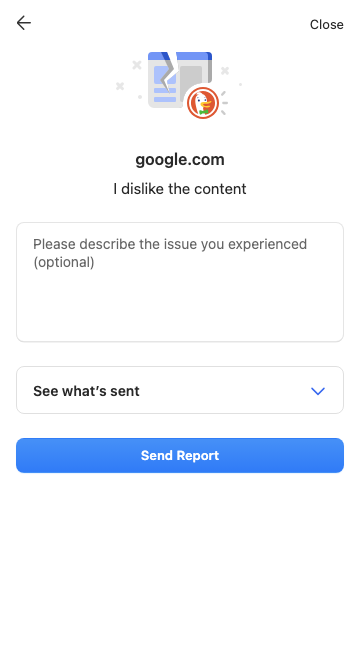 Close
google.com
I dislike the content
Please describe the issue you experienced
(optional)
See what’s sent
Send Report